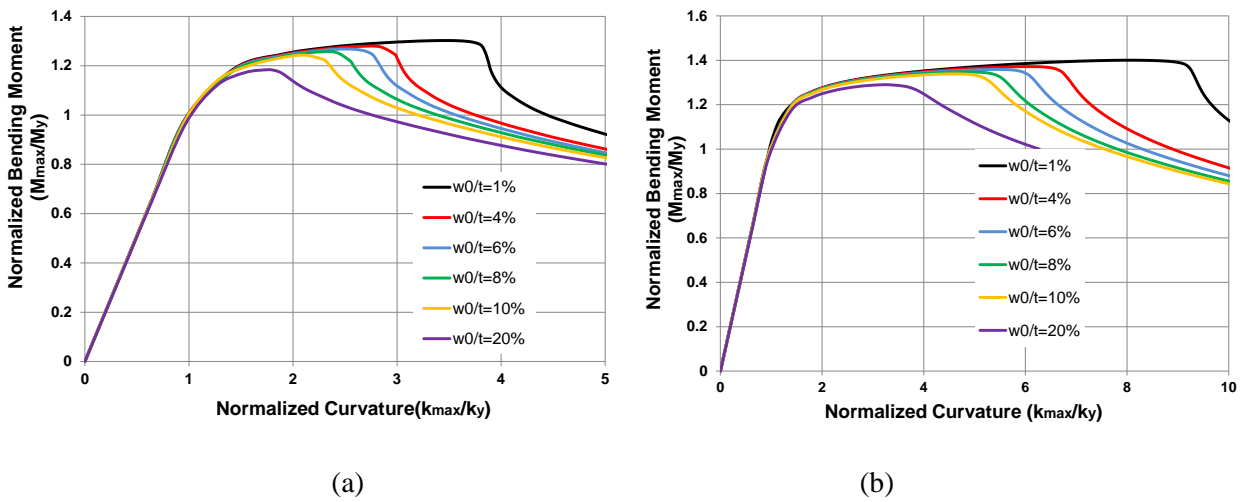 Normalized Bending Moment
(Mmax/My)
1.4
1.2
1
0.8
0.6
0.4
0.2
0
w0/t=1%
w0/t=4%
w0/t=6%
w0/t=8%
w0/t=10%
w0/t=20%
0 1 2 3 4 5
Normalized Curvature(kmax/ky)
(a)
Normalized Bending Moment
(Mmax/My)
1.6
1.4
1.2
1
0.8
0.6
0.4
0.2
0
w0/t=1%
w0/t=4%
w0/t=6%
w0/t=8%
w0/t=10%
w0/t=20%
0 2 4 6 8 10
Normalized Curvature (kmax/ky)
(b)